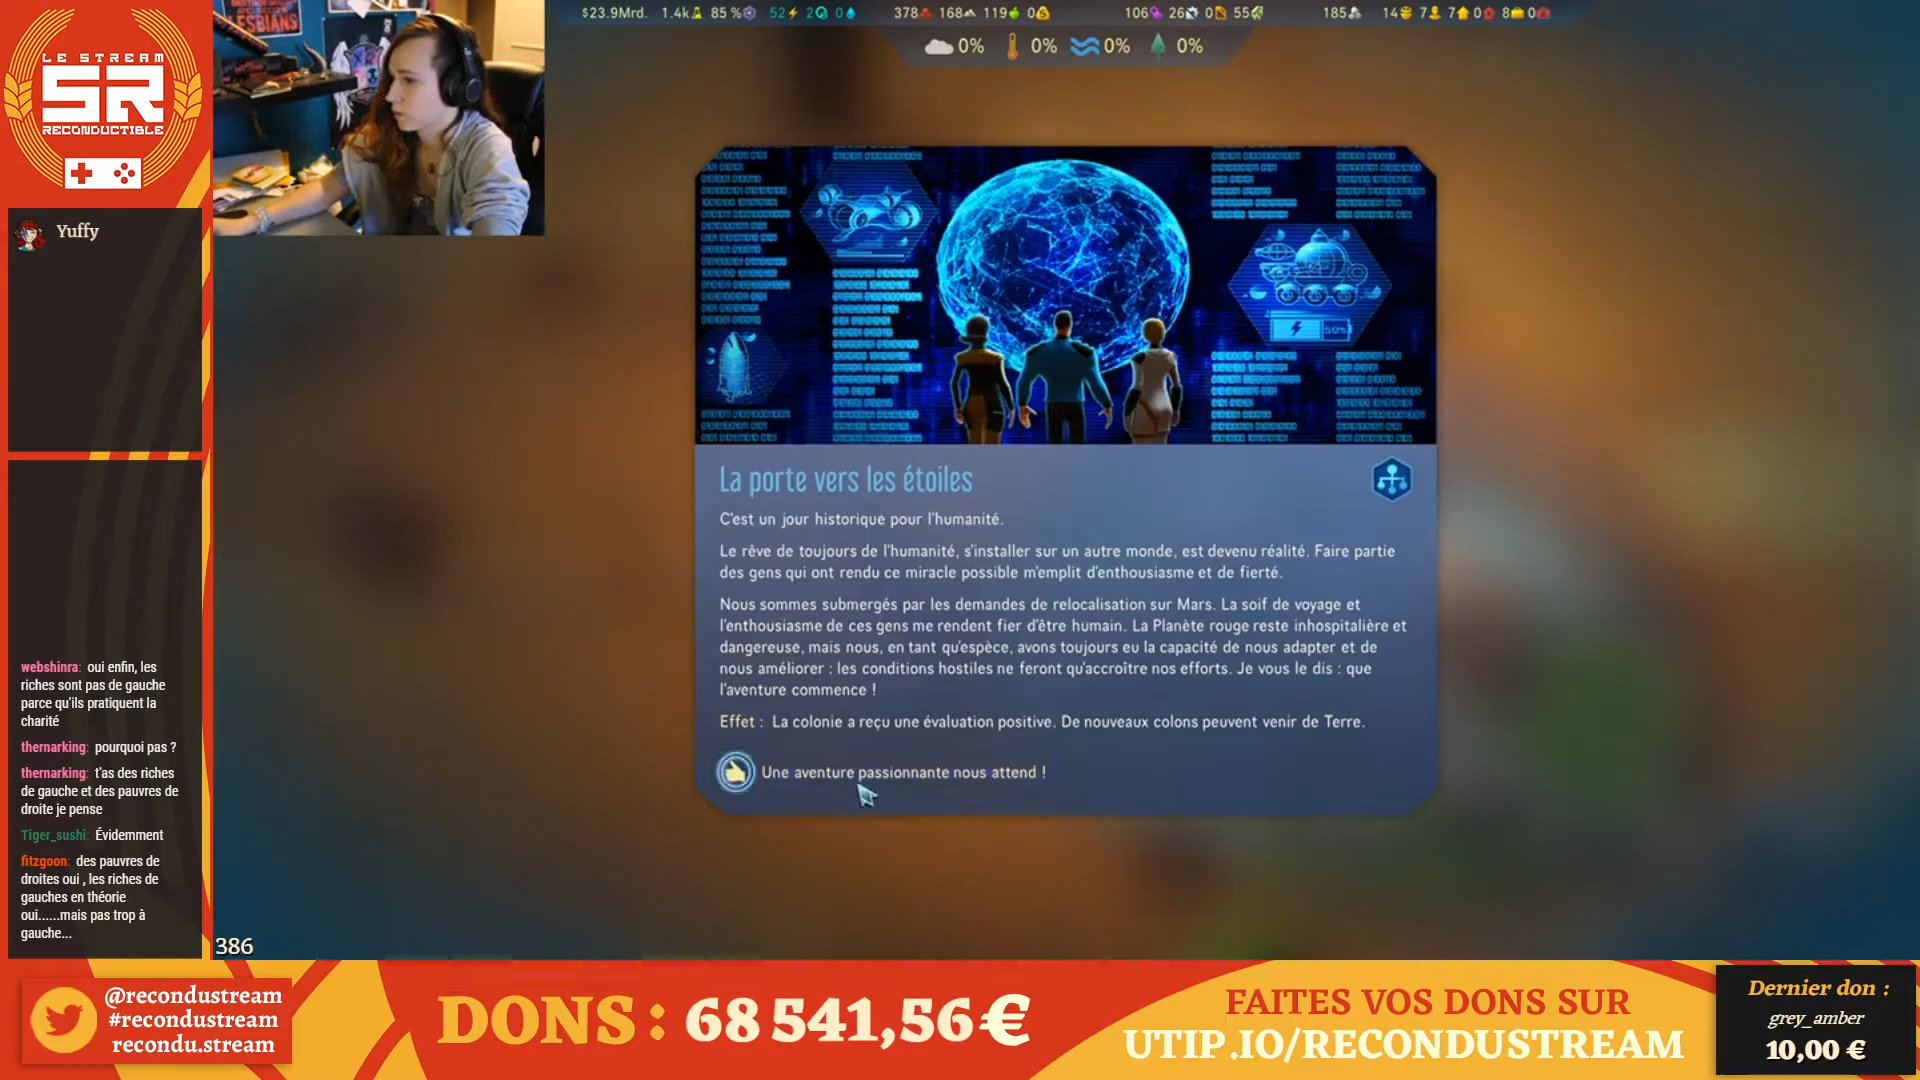 LESBIANS
LE STREAM
SR
RECONDUCTIBLE
$23.9Mrd. 1.4k 85 % 52 2 0 378 168 119 0 106 26 0 55 185 14 7 7 0 8 0
0% 0% 0% 0%
Yuffy
50%
La porte vers les étoiles
C'est un jour historique pour l'humanité.
Le rêve de toujours de l'humanité, s'installer sur un autre monde, est devenu réalité. Faire partie
des gens qui ont rendu ce miracle possible m'emplit d'enthousiasme et de fierté.
Nous sommes submergés par les demandes de relocalisation sur Mars. La soif de voyage et
l'enthousiasme de ces gens me rendent fier d'être humain. La Planète rouge reste inhospitalière et
dangereuse, mais nous, en tant qu'espèce, avons toujours eu la capacité de nous adapter et de
nous améliorer : les conditions hostiles ne feront qu'accroître nos efforts. Je vous le dis : que
l'aventure commence !
Effet : La colonie a reçu une évaluation positive. De nouveaux colons peuvent venir de Terre.
Une aventure passionnante nous attend !
webshinra: oui enfin, les
riches sont pas de gauche
parce qu'ils pratiquent la
charité
thernarking: pourquoi pas ?
thernarking: t'as des riches
de gauche et des pauvres de
droite je pense
Tiger_sushi: Évidemment
fitzgoon: des pauvres de
droites oui , les riches de
gauches en théorie
oui......mais pas trop à
gauche...
386
@recondustream
#recondustream
recondu.stream
DONS : 68 541,56 €
FAITES VOS DONS SUR
UTIP.IO/RECONDUSTREAM
Dernier don :
grey_amber
10,00 €